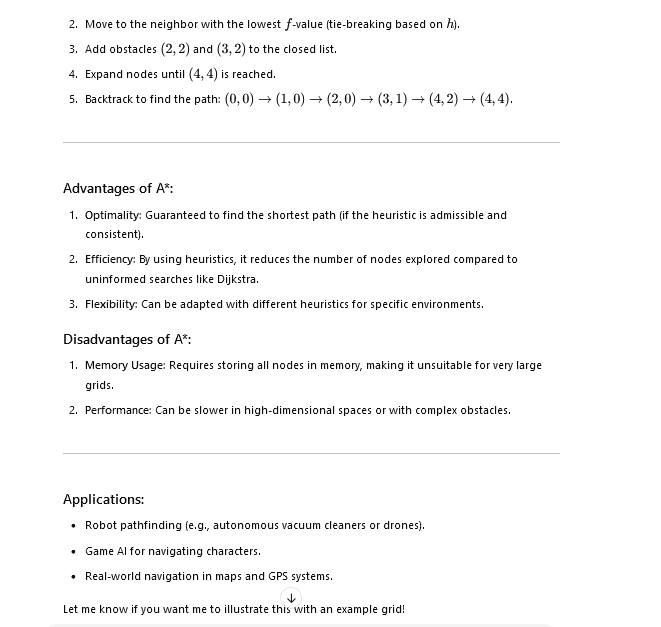 2. Move to the neighbor with the lowest f-value (tie-breaking based on h).
3. Add obstacles (2, 2) and (3, 2) to the closed list.
4. Expand nodes until (4, 4) is reached.
5. Backtrack to find the path: (0, 0) → (1, 0) → (2, 0) → (3, 1) → (4, 2) → (4, 4).
Advantages of A*:
1. Optimality: Guaranteed to find the shortest path (if the heuristic is admissible and
consistent).
2. Efficiency: By using heuristics, it reduces the number of nodes explored compared to
uninformed searches like Dijkstra.
3. Flexibility: Can be adapted with different heuristics for specific environments.
Disadvantages of A*:
1. Memory Usage: Requires storing all nodes in memory, making it unsuitable for very large
grids.
2. Performance: Can be slower in high-dimensional spaces or with complex obstacles.
Applications:
• Robot pathfinding (e.g., autonomous vacuum cleaners or drones).
• Game AI for navigating characters.
• Real-world navigation in maps and GPS systems.
Let me know if you want me to illustrate this with an example grid!